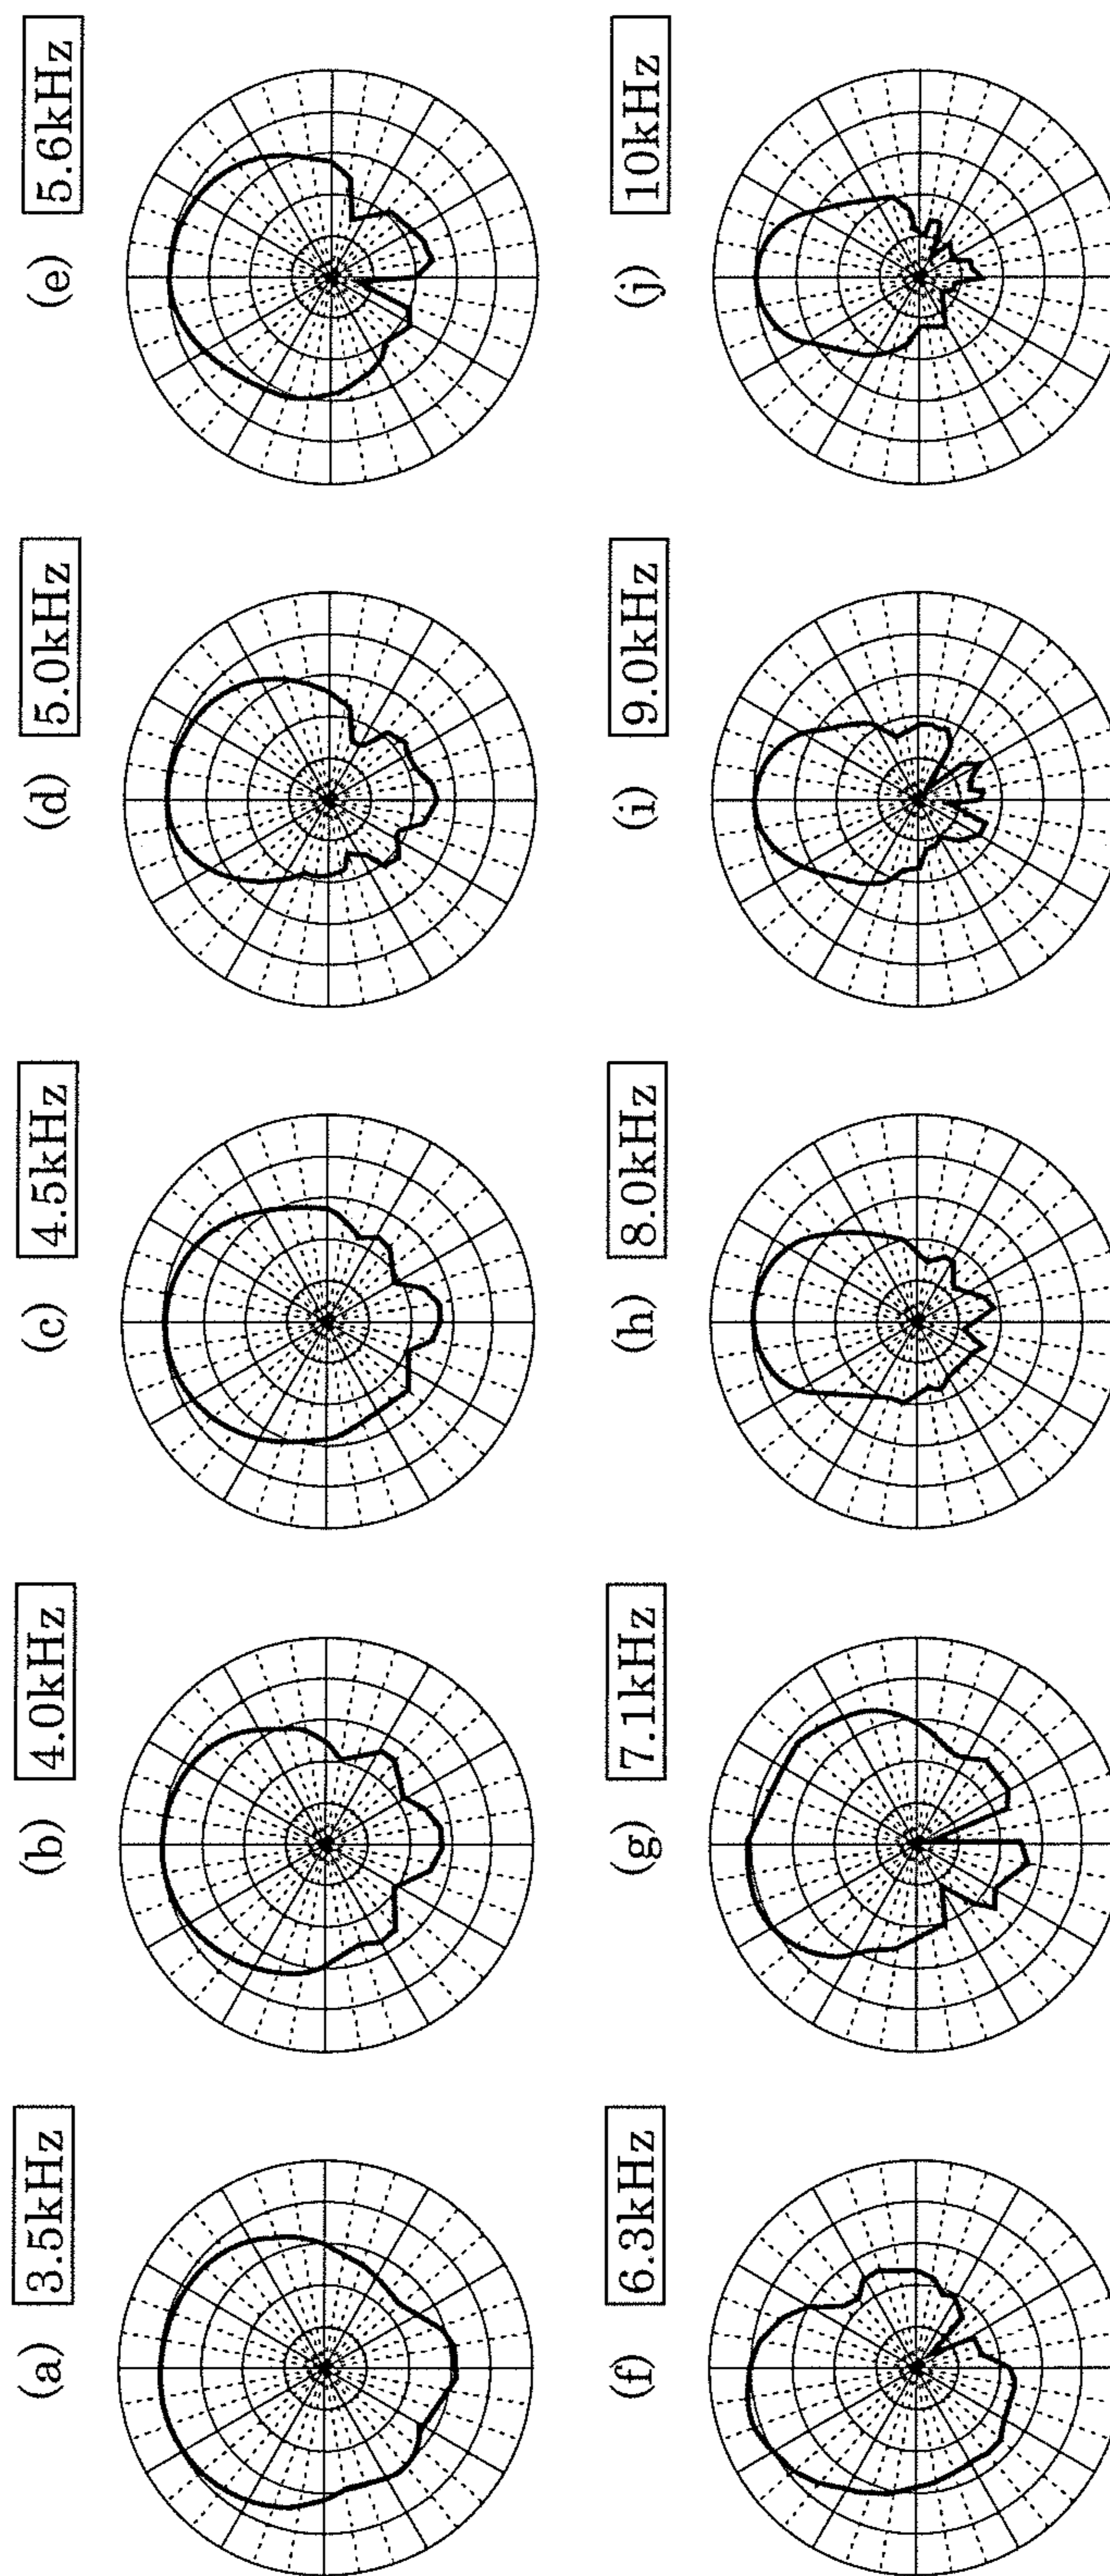 (a) 3.5kHz
(b) 4.0kHz
(c) 4.5kHz
(d) 5.0kHz
(e) 5.6kHz
(f) 6.3kHz
(g) 7.1kHz
(h) 8.0kHz
(i) 9.0kHz
(j) 10kHz